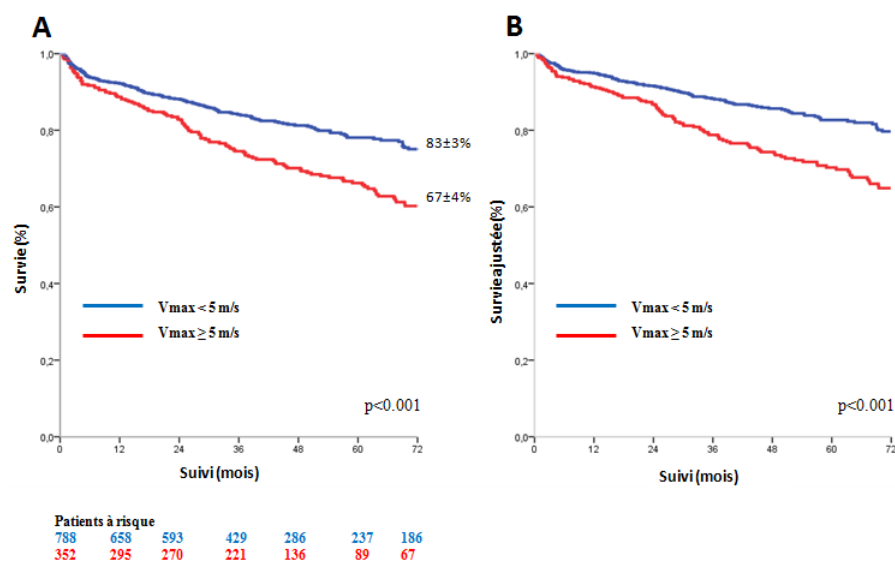 A
Survie(%)
1,0
0,8
0,6
0,4
0,2
0,0
83±3%
67±4%
Vmax < 5 m/s
Vmax ≥ 5 m/s
p<0.001
0 12 24 36 48 60 72
Suivi (mois)
Patients à risque
788 658 593 429 286 237 186
352 295 270 221 136 89 67
B
Survieajustée(%)
1,0
0,8
0,6
0,4
0,2
0,0
Vmax < 5 m/s
Vmax ≥ 5 m/s
p<0.001
0 12 24 36 48 60 72
Suivi (mois)